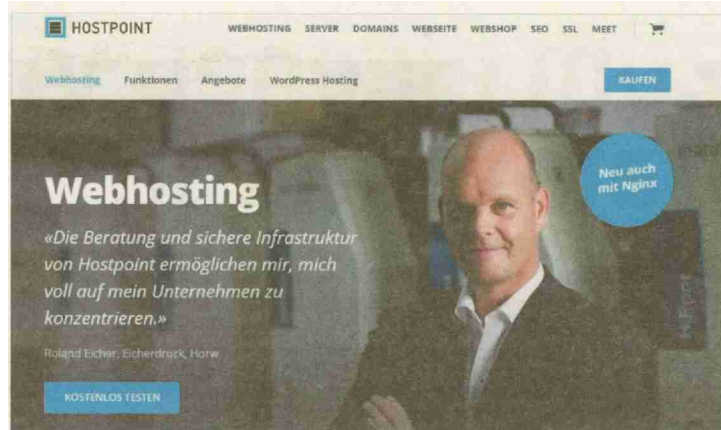 HOSTPOINT
WEBHOSTING SERVER DOMAINS WEBSEITE WEBSHOP SEO SSL MEET
Webhosting Funktionen Angebote WordPress Hosting KAUFEN
Neu auch
mit Nginx
Webhosting
«Die Beratung und sichere Infrastruktur
von Hostpoint ermöglichen mir, mich
voll auf mein Unternehmen zu
konzentrieren.»
Roland Eicher, Eicherdruck, Horw
KOSTENLOS TESTEN